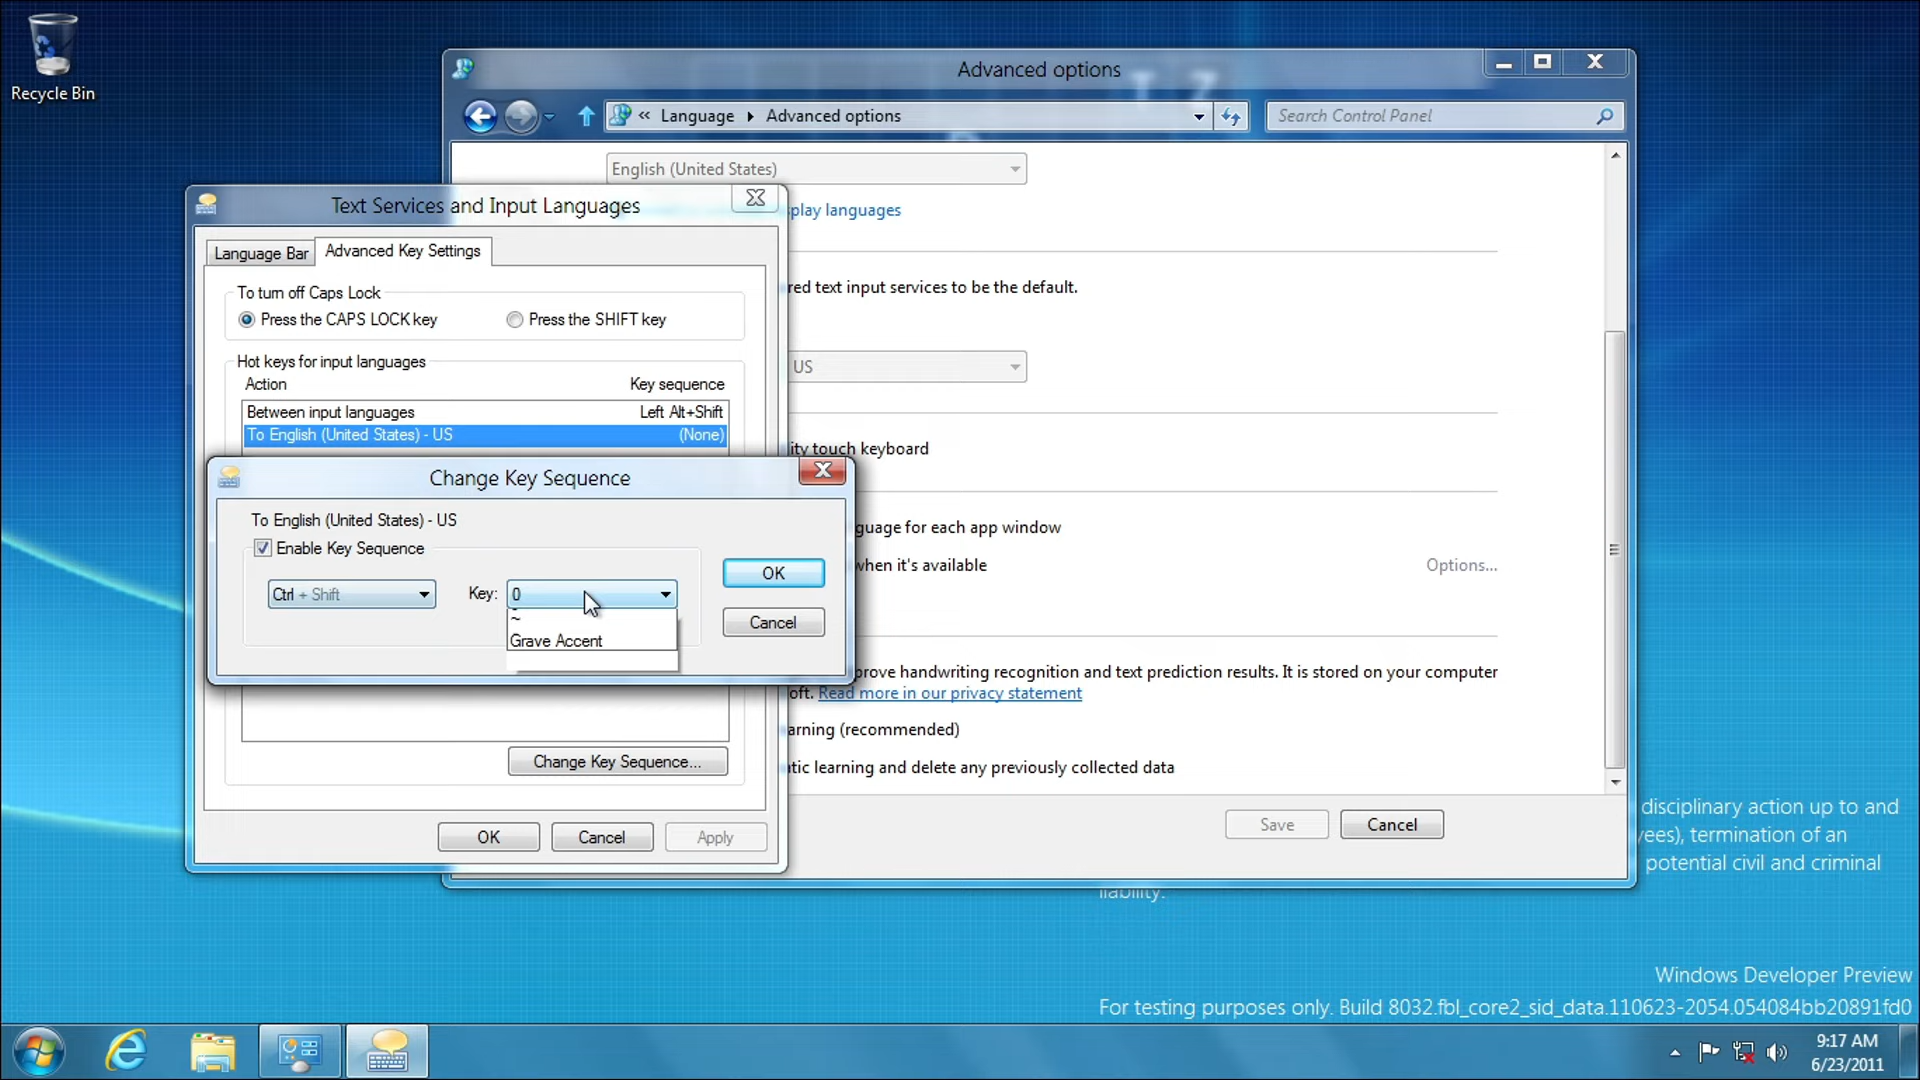 Recycle Bin
Advanced options
« Language Advanced options
Search Control Panel
English (United States)
splay languages
red text input services to be the default.
US
ity touch keyboard
guage for each app window
when it's available
Options...
prove handwriting recognition and text prediction results. It is stored on your computer
oft. Read more in our privacy statement
arning (recommended)
tic learning and delete any previously collected data
Save
Cancel
Text Services and Input Languages
Language Bar
Advanced Key Settings
To turn off Caps Lock
Press the CAPS LOCK key
Press the SHIFT key
Hot keys for input languages
Action Key sequence
Between input languages Left Alt+Shift
To English (United States) - US (None)
Change Key Sequence
To English (United States) - US
Enable Key Sequence
Ctrl + Shift
Key: 0
~
Grave Accent
OK
Cancel
Change Key Sequence...
OK
Cancel
Apply
disciplinary action up to and
yees), termination of an
potential civil and criminal
liability.
Windows Developer Preview
For testing purposes only. Build 8032.fbl_core2_sid_data.110623-2054.054084bb20891fd0
9:17 AM
6/23/2011